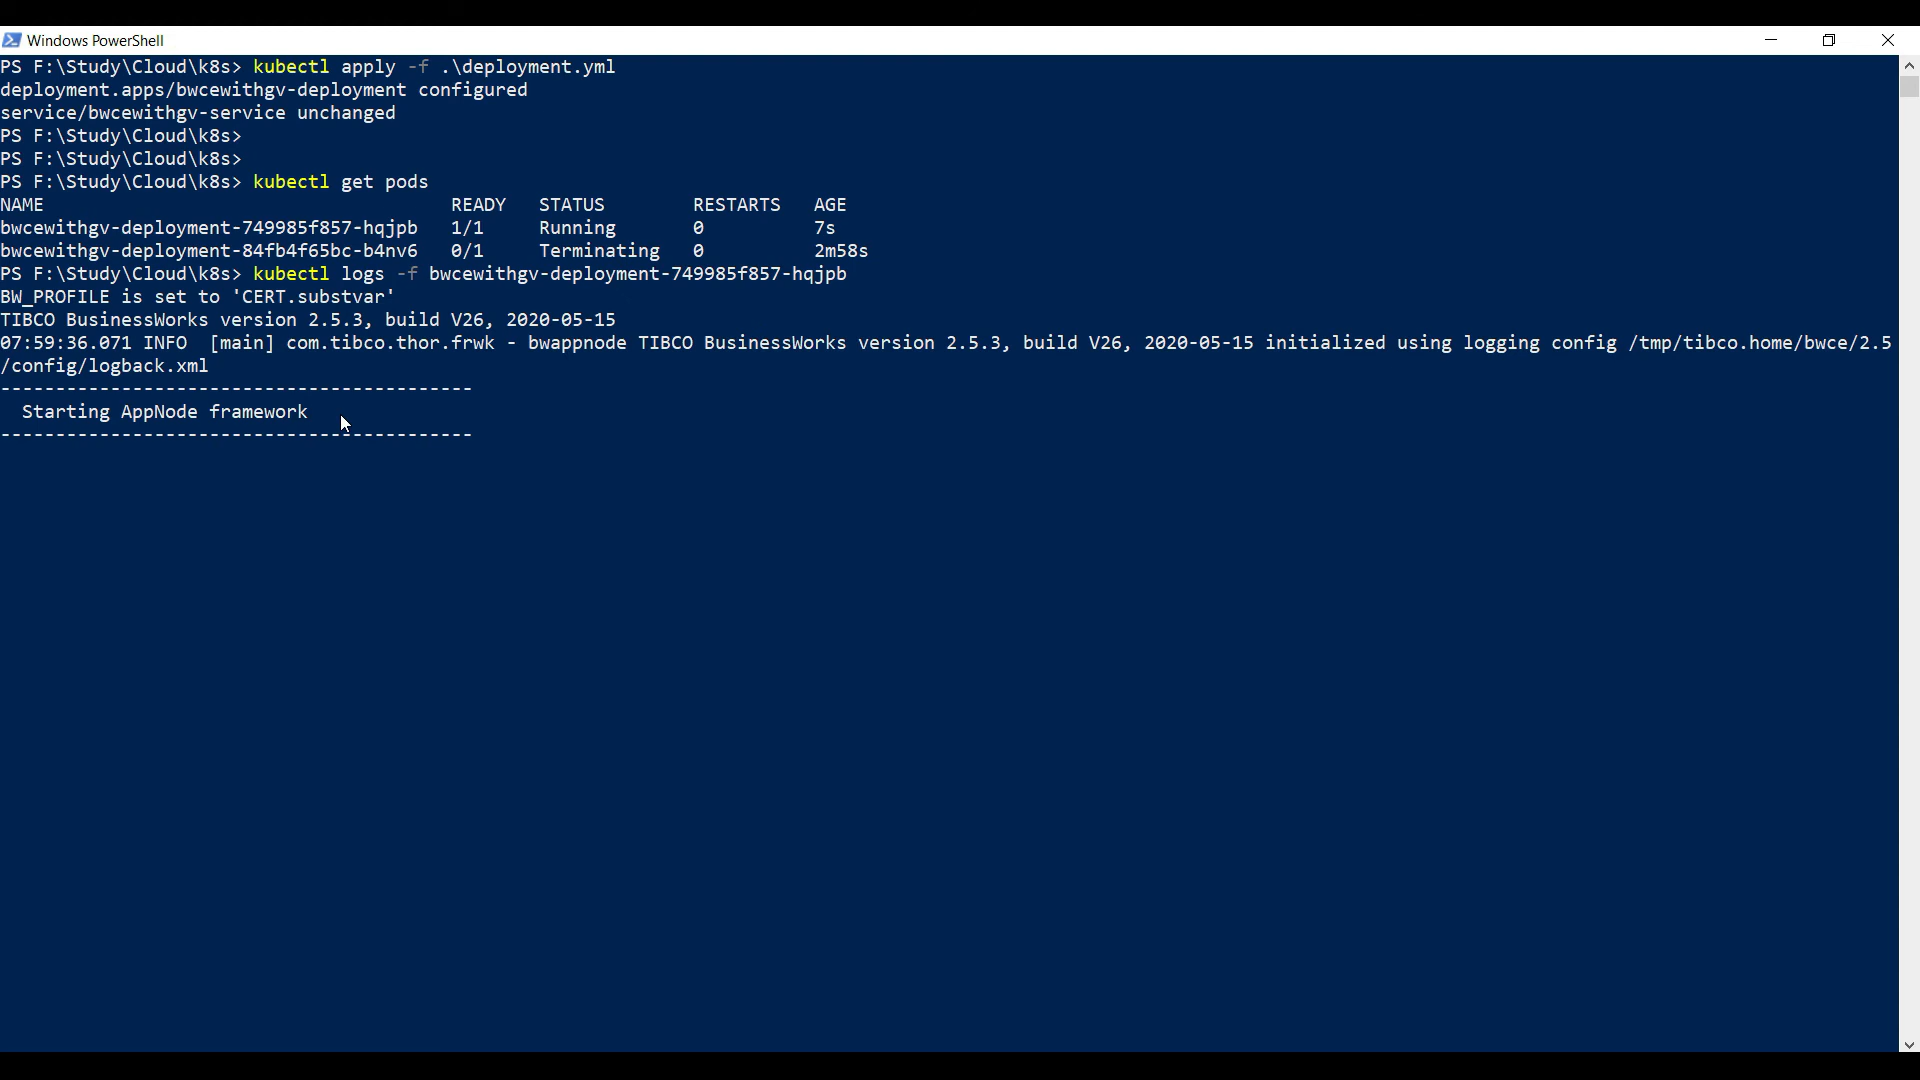 Windows PowerShell
PS F:\Study\Cloud\k8s> kubectl apply -f .\deployment.yml
deployment.apps/bwcewithgv-deployment configured
service/bwcewithgv-service unchanged
PS F:\Study\Cloud\k8s>
PS F:\Study\Cloud\k8s>
PS F:\Study\Cloud\k8s> kubectl get pods
NAME                                     READY   STATUS        RESTARTS   AGE
bwcewithgv-deployment-749985f857-hqjpb   1/1     Running       0          7s
bwcewithgv-deployment-84fb4f65bc-b4nv6   0/1     Terminating   0          2m58s
PS F:\Study\Cloud\k8s> kubectl logs -f bwcewithgv-deployment-749985f857-hqjpb
BW_PROFILE is set to 'CERT.substvar'
TIBCO BusinessWorks version 2.5.3, build V26, 2020-05-15
07:59:36.071 INFO  [main] com.tibco.thor.frwk - bwappnode TIBCO BusinessWorks version 2.5.3, build V26, 2020-05-15 initialized using logging config /tmp/tibco.home/bwce/2.5
/config/logback.xml
-------------------------------------------
  Starting AppNode framework
-------------------------------------------